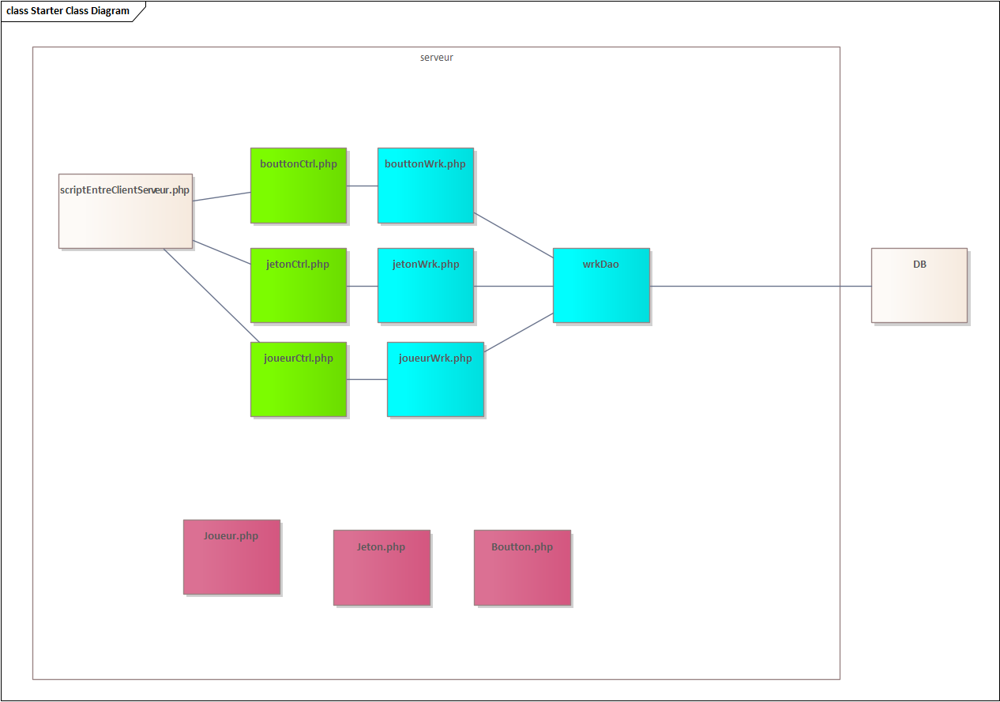 class Starter Class Diagram
serveur
bouttonCtrl.php
bouttonWrk.php
scriptEntreClientServeur.php
jetonCtrl.php
jetonWrk.php
wrkDao
DB
joueurCtrl.php
joueurWrk.php
Joueur.php
Jeton.php
Boutton.php